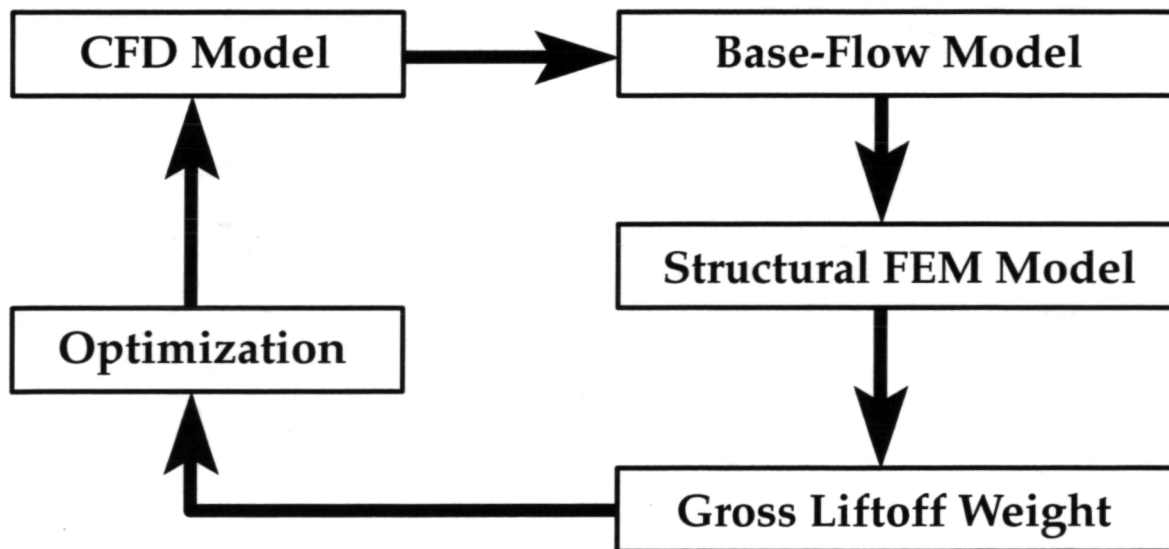 CFD Model
Base-Flow Model
Structural FEM Model
Optimization
Gross Liftoff Weight